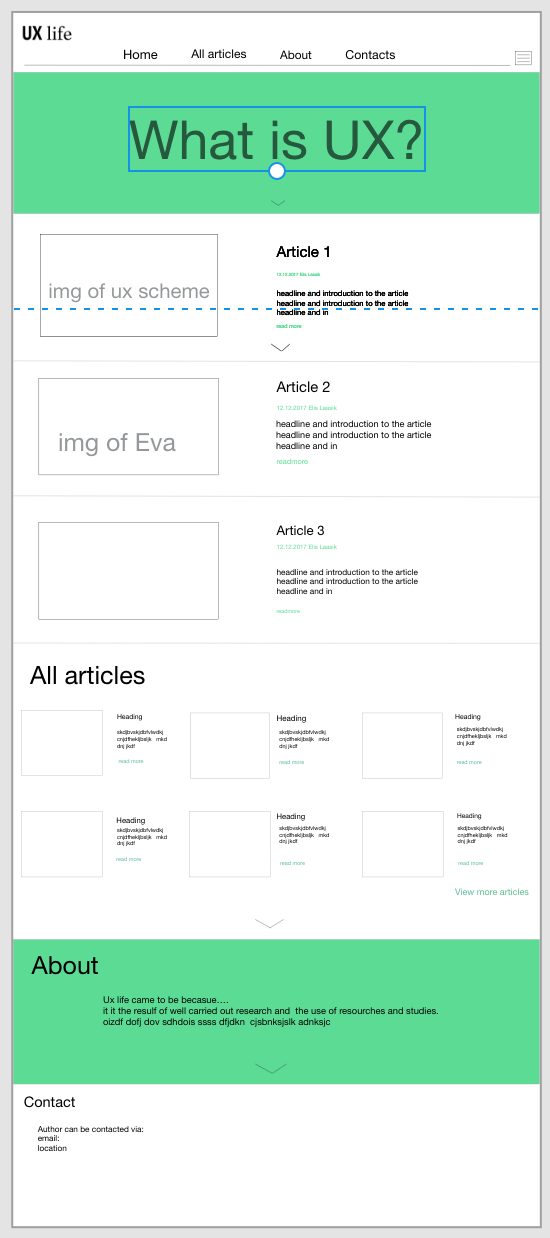 UX life
Home All articles About Contacts
What is UX?
img of ux scheme
Article 1
12.12.2017 Elis Laasik
headline and introduction to the article
headline and introduction to the article
headline and in
read more
img of Eva
Article 2
12.12.2017 Elis Laasik
headline and introduction to the article
headline and introduction to the article
headline and in
readmore
Article 3
12.12.2017 Elis Laasik
headline and introduction to the article
headline and introduction to the article
headline and in
readmore
All articles
Heading
skdjbvskjdbfvlwdkj
cnjdfhekljbsljk mkd
dnj jkdf
read more
Heading
skdjbvskjdbfvlwdkj
cnjdfhekljbsljk mkd
dnj jkdf
read more
Heading
skdjbvskjdbfvlwdkj
cnjdfhekljbsljk mkd
dnj jkdf
read more
Heading
skdjbvskjdbfvlwdkj
cnjdfhekljbsljk mkd
dnj jkdf
read more
Heading
skdjbvskjdbfvlwdkj
cnjdfhekljbsljk mkd
dnj jkdf
read more
Heading
skdjbvskjdbfvlwdkj
cnjdfhekljbsljk mkd
dnj jkdf
read more
View more articles
About
Ux life came to be becasue....
it it the resulf of well carried out research and the use of resourches and studies.
oizdf dofj dov sdhdois ssss dfjdkn cjsbnksjslk adnksjc
Contact
Author can be contacted via:
email:
location